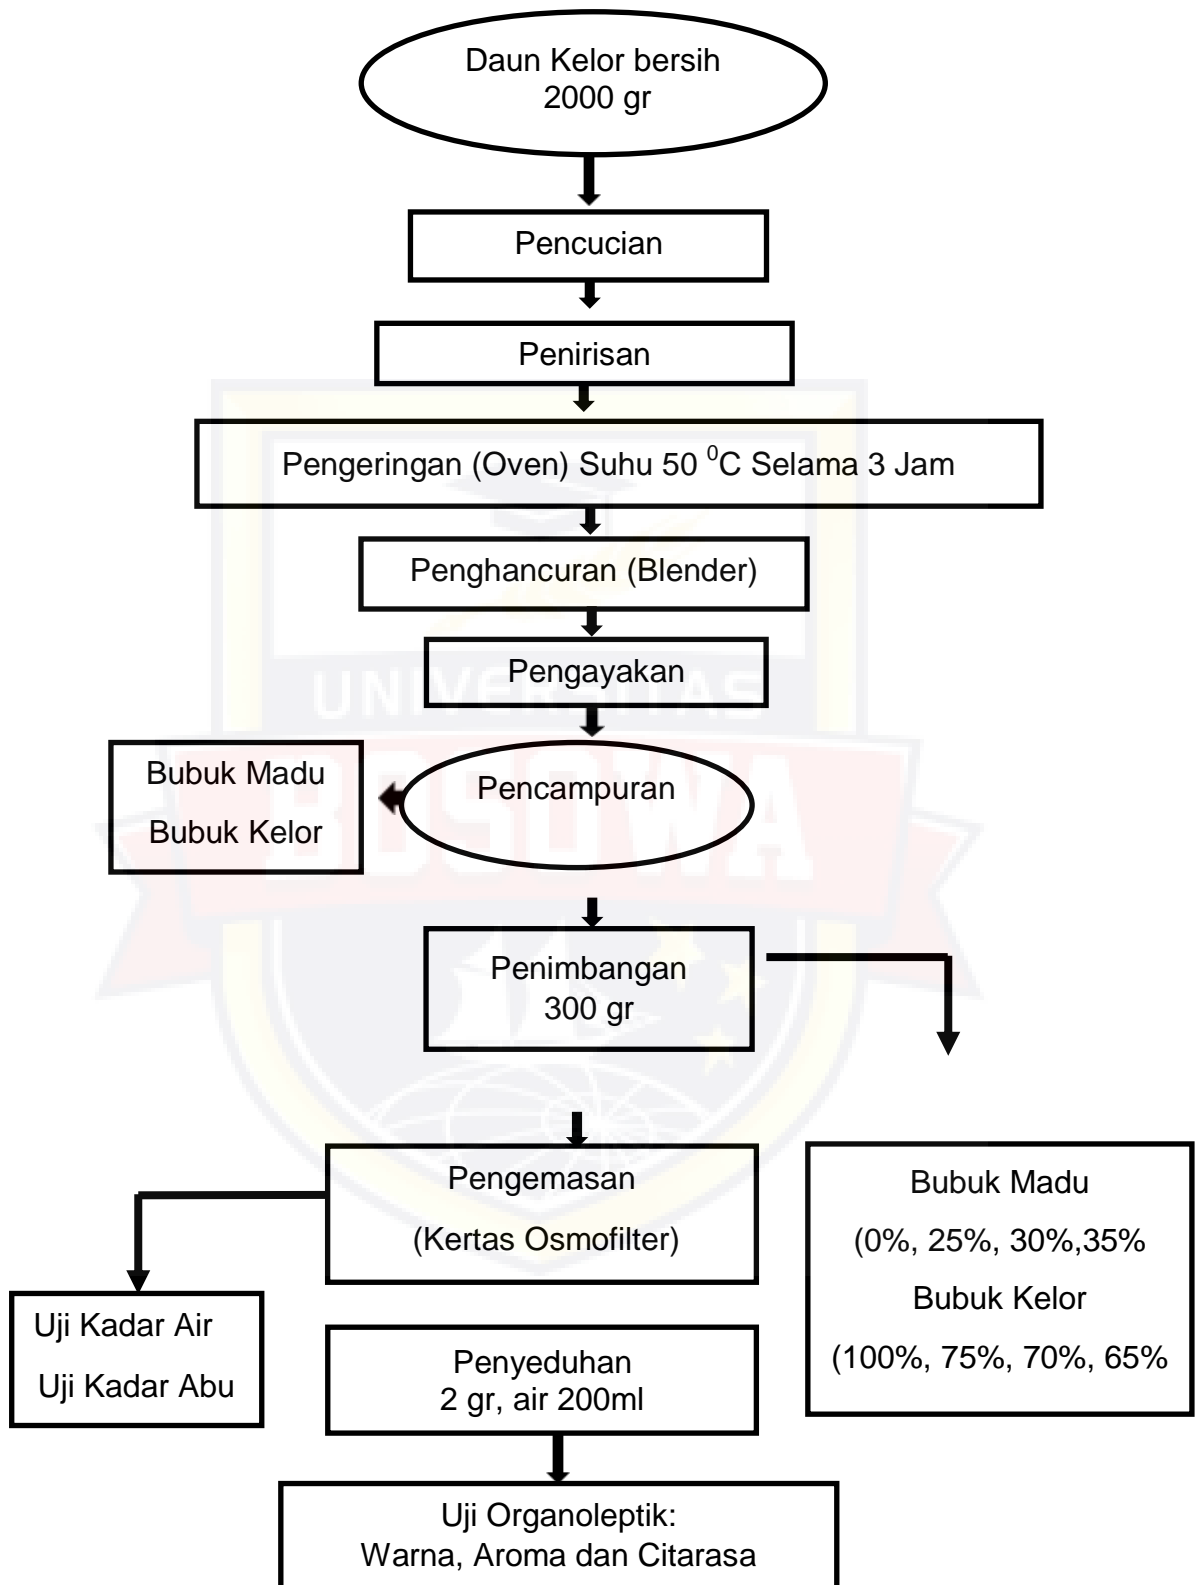 Daun Kelor bersih
2000 gr
Pencucian
Penirisan
Pengeringan (Oven) Suhu 50 ⁰C Selama 3 Jam
Penghancuran (Blender)
Pengayakan
UNIVERSITAS
BOSOWA
Bubuk Madu
Bubuk Kelor
Pencampuran
Penimbangan
300 gr
Pengemasan
(Kertas Osmofilter)
Bubuk Madu
(0%, 25%, 30%,35%
Bubuk Kelor
(100%, 75%, 70%, 65%
Uji Kadar Air
Uji Kadar Abu
Penyeduhan
2 gr, air 200ml
Uji Organoleptik:
Warna, Aroma dan Citarasa